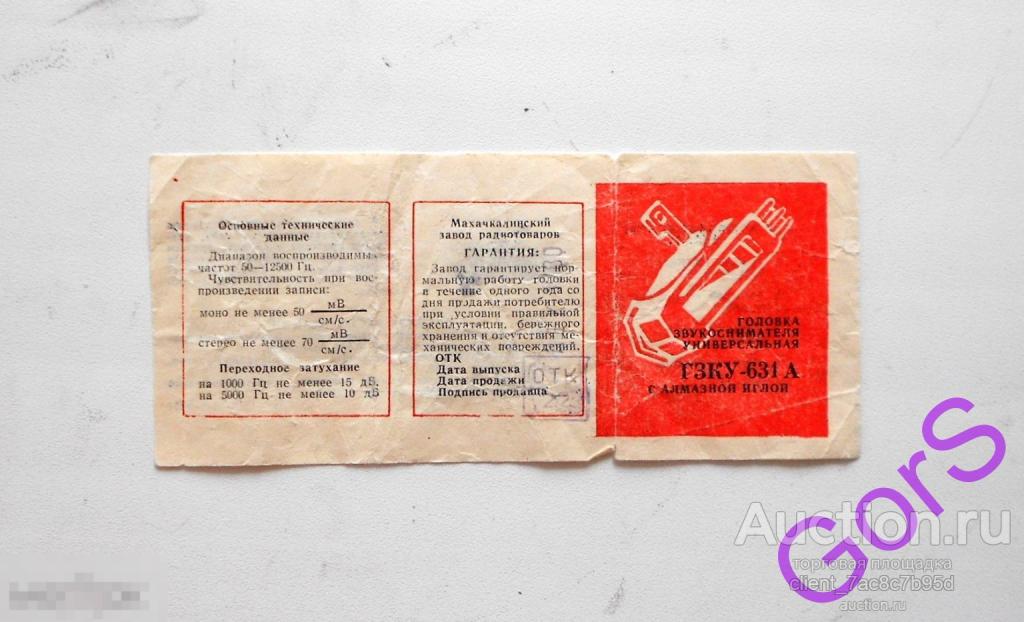 Основные технические
данные
Диапазон воспроизводимых
частот 50—12500 Гц.
Чувствительность при вос-
произведении записи:
моно не менее 50 мВ
см/с.
стерео не менее 70 мВ
см/с.
Переходное затухание
на 1000 Гц не менее 15 дБ.
на 5000 Гц не менее 10 дБ
Махачкалинский
завод радиотоваров
ГАРАНТИЯ:
Завод гарантирует нор-
мальную работу головки
в течение одного года со
дня продажи потребителю
при условии правильной
эксплуатации, бережного
хранения и отсутствия ме-
ханических повреждений.
ОТК
Дата выпуска
Дата продажи
Подпись продавца
ОТК
ГОЛОВКА
ЗВУКОСНИМАТЕЛЯ
УНИВЕРСАЛЬНАЯ
ГЗКУ-631 А
С АЛМАЗНОЙ ИГЛОЙ
GorS
Auction.ru
торговая площадка
client_7ac8c7b95d
auction.ru